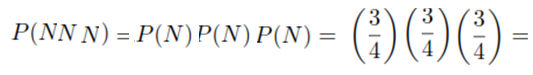 P(NN N) = P(N) P(N) P(N) = (3/4) (3/4) (3/4) =